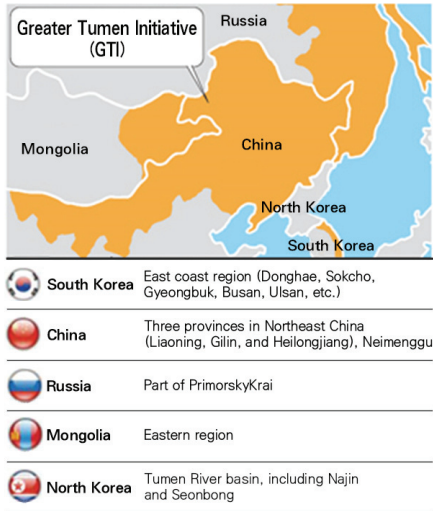 Greater Tumen Initiative
(GTI)
Russia
Mongolia
China
North Korea
South Korea
South Korea
East coast region (Donghae, Sokcho,
Gyeongbuk, Busan, Ulsan, etc.)
China
Three provinces in Northeast China
(Liaoning, Gilin, and Heilongjiang), Neimenggu
Russia
Part of PrimorskyKrai
Mongolia
Eastern region
North Korea
Tumen River basin, including Najin
and Seonbong